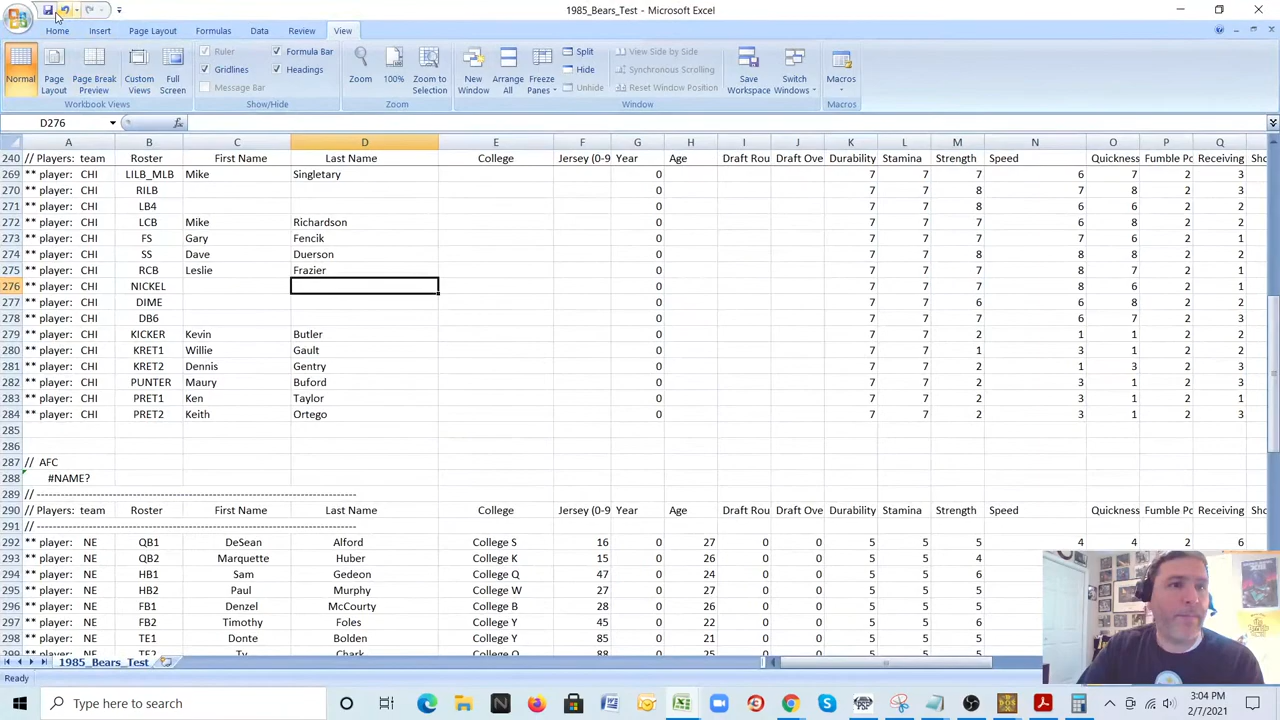 1985_Bears_Test - Microsoft Excel
Home Insert Page Layout Formulas Data Review View
Normal Page Layout Page Break Preview Custom Views Full Screen
Workbook Views
Ruler Formula Bar
Gridlines Headings
Message Bar
Show/Hide
Zoom 100% Zoom to Selection
Zoom
New Window Arrange All Freeze Panes
Split
Hide
Unhide
View Side by Side
Synchronous Scrolling
Reset Window Position
Save Workspace Switch Windows
Window
Macros
Macros
D276 fx
A B C D E F G H I J K L M N O P Q
240 // Players: team Roster First Name Last Name College Jersey (0-9 Year Age Draft Rou Draft Ove Durability Stamina Strength Speed Quickness Fumble Po Receiving Sho
269 ** player: CHI LILB_MLB Mike Singletary 0 7 7 7 6 7 2 3
270 ** player: CHI RILB 0 7 7 8 7 8 2 3
271 ** player: CHI LB4 0 7 7 8 6 6 2 2
272 ** player: CHI LCB Mike Richardson 0 7 7 7 6 8 2 2
273 ** player: CHI FS Gary Fencik 0 7 7 7 7 6 2 1
274 ** player: CHI SS Dave Duerson 0 7 7 8 8 8 2 2
275 ** player: CHI RCB Leslie Frazier 0 7 7 7 8 7 2 1
276 ** player: CHI NICKEL 0 7 7 7 8 6 2 1
277 ** player: CHI DIME 0 7 7 6 6 8 2 2
278 ** player: CHI DB6 0 7 7 7 6 7 2 3
279 ** player: CHI KICKER Kevin Butler 0 7 7 2 1 1 2 2
280 ** player: CHI KRET1 Willie Gault 0 7 7 1 3 1 2 2
281 ** player: CHI KRET2 Dennis Gentry 0 7 7 2 1 3 2 1
282 ** player: CHI PUNTER Maury Buford 0 7 7 2 3 1 2 3
283 ** player: CHI PRET1 Ken Taylor 0 7 7 2 3 1 2 1
284 ** player: CHI PRET2 Keith Ortego 0 7 7 2 3 1 2 3
285
286
287 // AFC
288 #NAME?
289 // --------------------------------------------------------------------------------
290 // Players: team Roster First Name Last Name College Jersey (0-9 Year Age Draft Rou Draft Ove Durability Stamina Strength Speed Quickness Fumble Po Receiving Sho
291 // --------------------------------------------------------------------------------
292 ** player: NE QB1 DeSean Alford College S 16 0 27 0 0 5 5 5 4 4 2 6
293 ** player: NE QB2 Marquette Huber College K 15 0 26 0 0 5 5 4
294 ** player: NE HB1 Sam Gedeon College Q 47 0 24 0 0 5 5 6
295 ** player: NE HB2 Paul Murphy College W 27 0 27 0 0 5 5 5
296 ** player: NE FB1 Denzel McCourty College B 28 0 26 0 0 5 5 5
297 ** player: NE FB2 Timothy Foles College Y 45 0 22 0 0 5 5 6
298 ** player: NE TE1 Donte Bolden College Y 85 0 21 0 0 5 5 5
299 ** player: NE TE2 Ty Chark College O 88 0 25 0 0 5 5 5
1985_Bears_Test
Ready
Type here to search
3:04 PM
2/7/2021